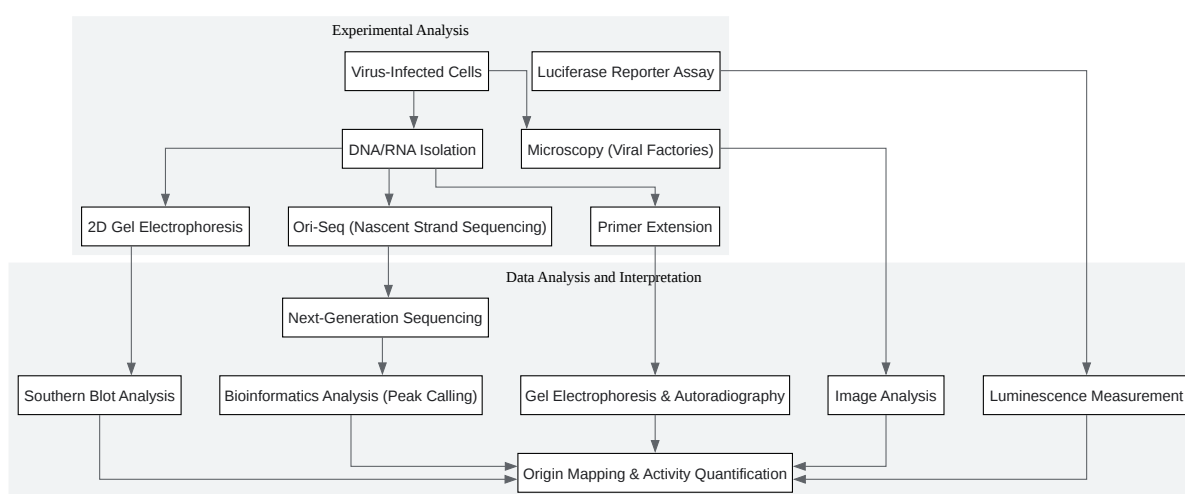 Experimental Analysis
Virus-Infected Cells
Luciferase Reporter Assay
DNA/RNA Isolation
Microscopy (Viral Factories)
2D Gel Electrophoresis
Ori-Seq (Nascent Strand Sequencing)
Primer Extension
Data Analysis and Interpretation
Next-Generation Sequencing
Southern Blot Analysis
Bioinformatics Analysis (Peak Calling)
Gel Electrophoresis & Autoradiography
Image Analysis
Luminescence Measurement
Origin Mapping & Activity Quantification